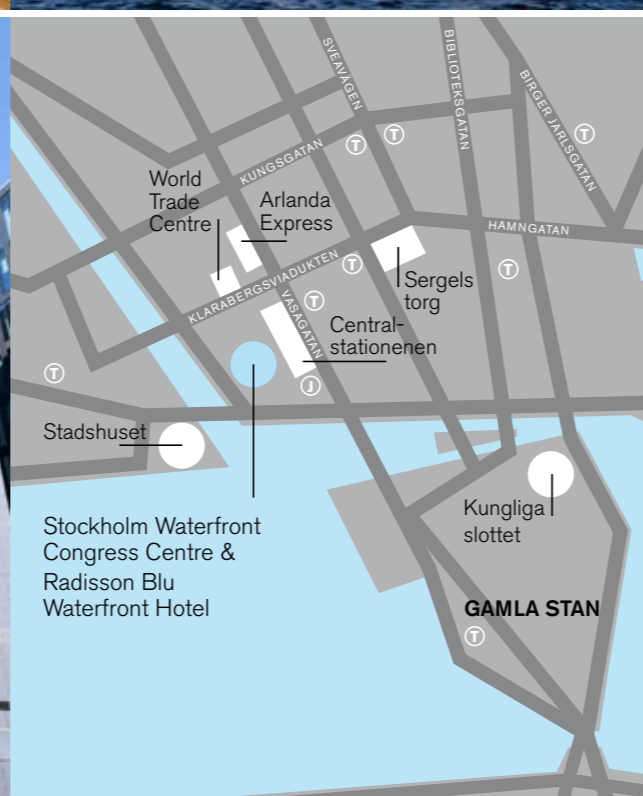 SVEAVÄGEN
BIBLIOTEKSGATAN
BIRGER JARLSGATAN
T
T
T
KUNGSGATAN
World
Trade
Centre
Arlanda
Express
HAMNGATAN
T
T
KLARABERGSVIADUKTEN
Sergels
torg
VASAGATAN
T
Central-
stationenen
T
J
Stadshuset
Kungliga
slottet
Stockholm Waterfront
Congress Centre &
Radisson Blu
Waterfront Hotel
GAMLA STAN
T